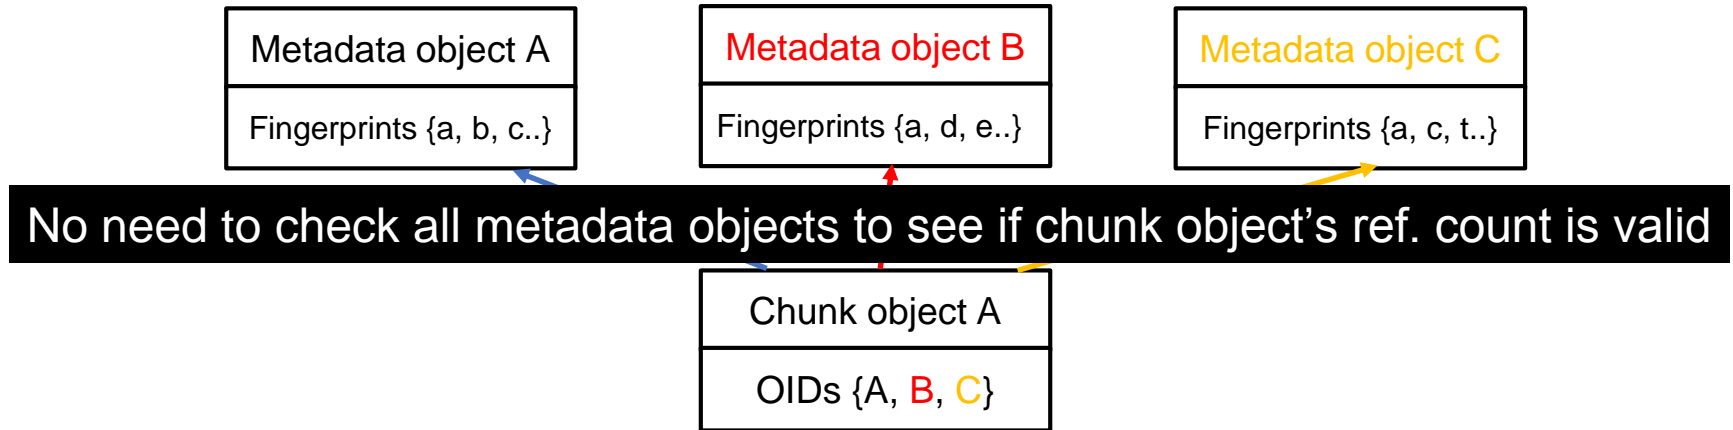 Metadata object A
Fingerprints {a, b, c..}
Metadata object B
Fingerprints {a, d, e..}
Metadata object C
Fingerprints {a, c, t..}
No need to check all metadata objects to see if chunk object’s ref. count is valid
Chunk object A
OIDs {A, B, C}